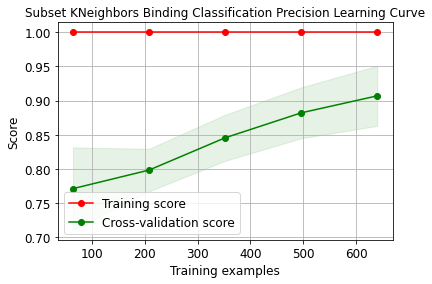 Subset KNeighbors Binding Classification Precision Learning Curve
1.00
0.95
0.90
0.85
0.80
0.75
0.70
Score
Training score
Cross-validation score
100 200 300 400 500 600
Training examples